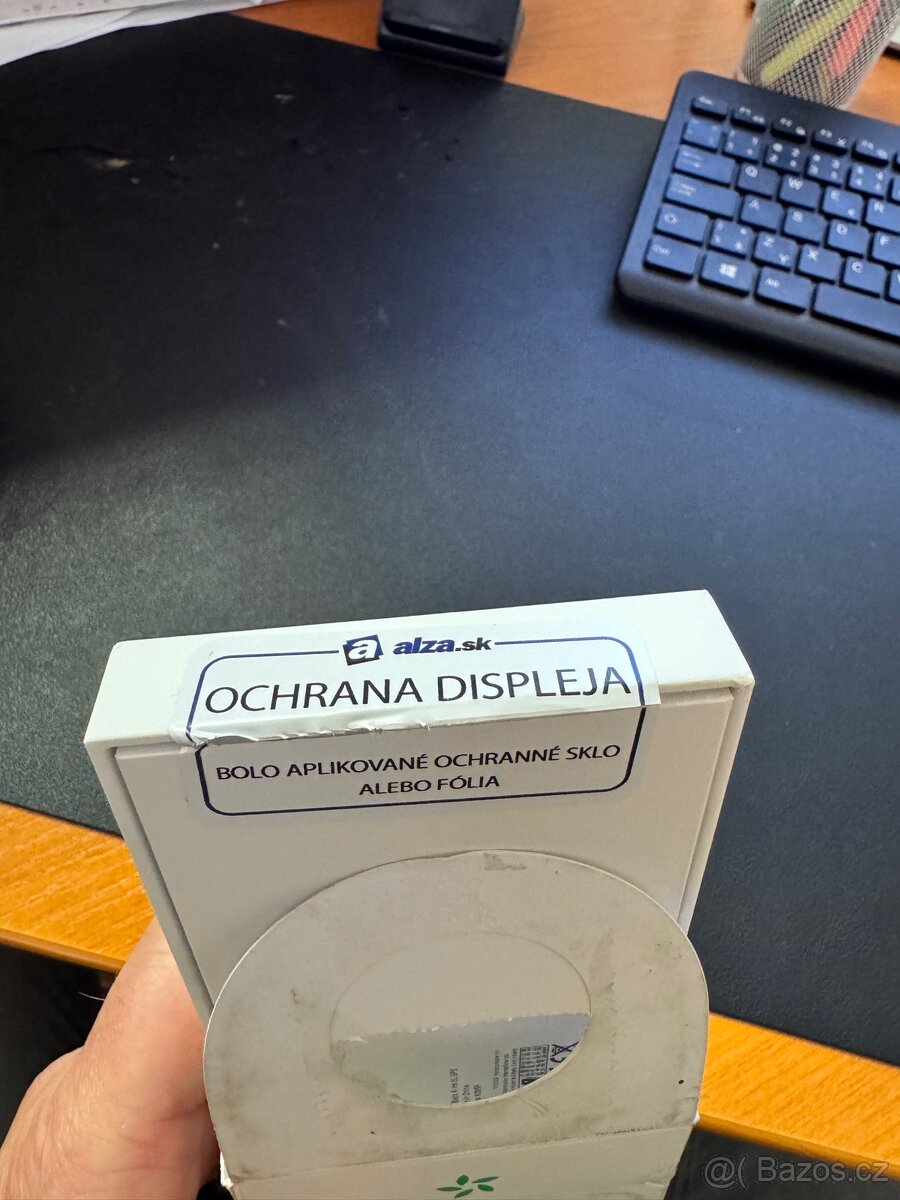 Q W E R
A S D F
Z Y X C
a alza.sk
OCHRANA DISPLEJA
BOLO APLIKOVANÉ OCHRANNÉ SKLO
ALEBO FÓLIA
@( Bazos.cz